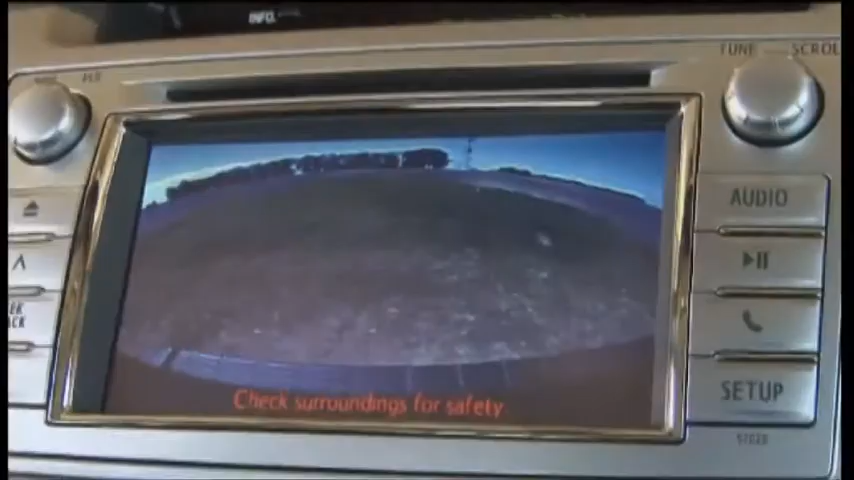 INFO.
TUNE
SCROLL
AUDIO
SETUP
Check surroundings for safety